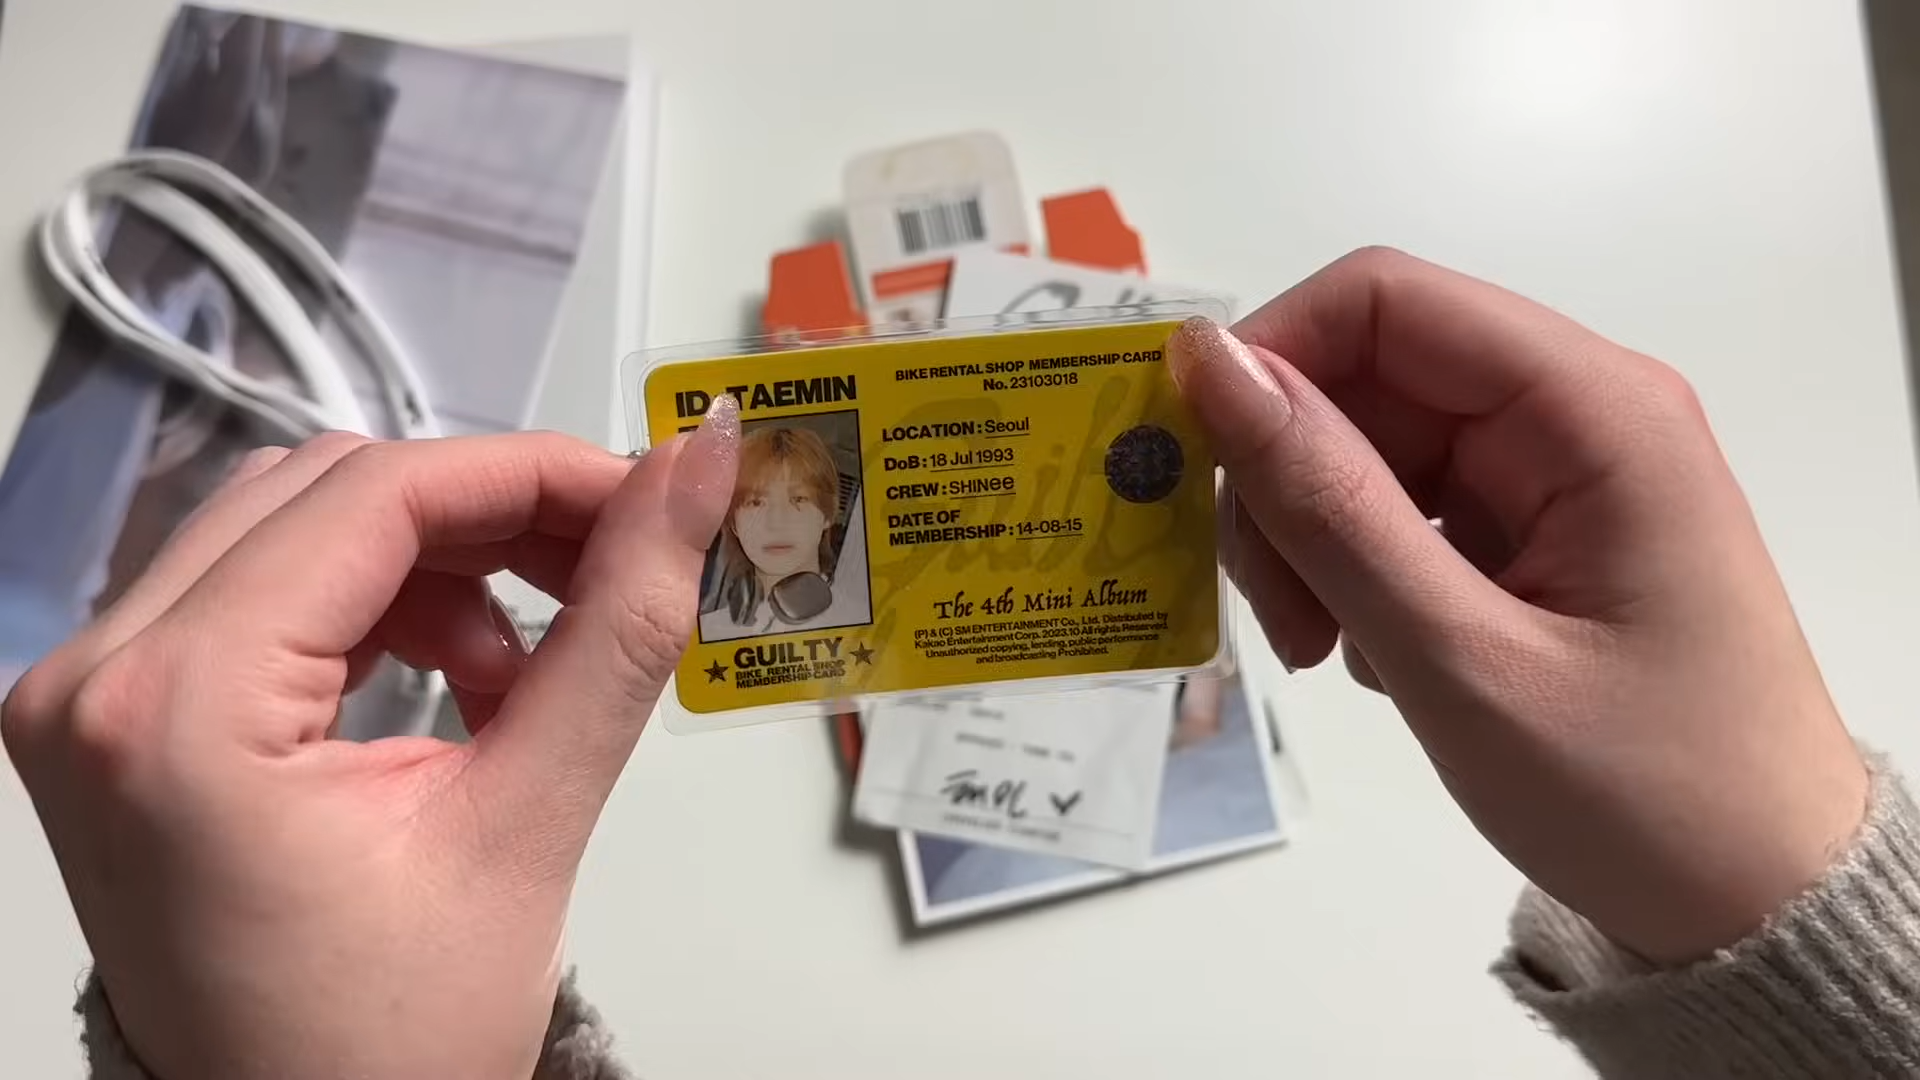 ID: TAEMIN
GUILTY
BIKE RENTAL SHOP
MEMBERSHIP CARD
BIKE RENTAL SHOP MEMBERSHIP CARD
No. 23103018
LOCATION : Seoul
DoB : 18 Jul 1993
CREW : SHINee
DATE OF
MEMBERSHIP : 14-08-15
The 4th Mini Album
(P) & (C) SM ENTERTAINMENT Co., Ltd. Distributed by
Kakao Entertainment Corp. 2023.10 All rights Reserved.
Unauthorized copying, lending, public performance
and broadcasting Prohibited.